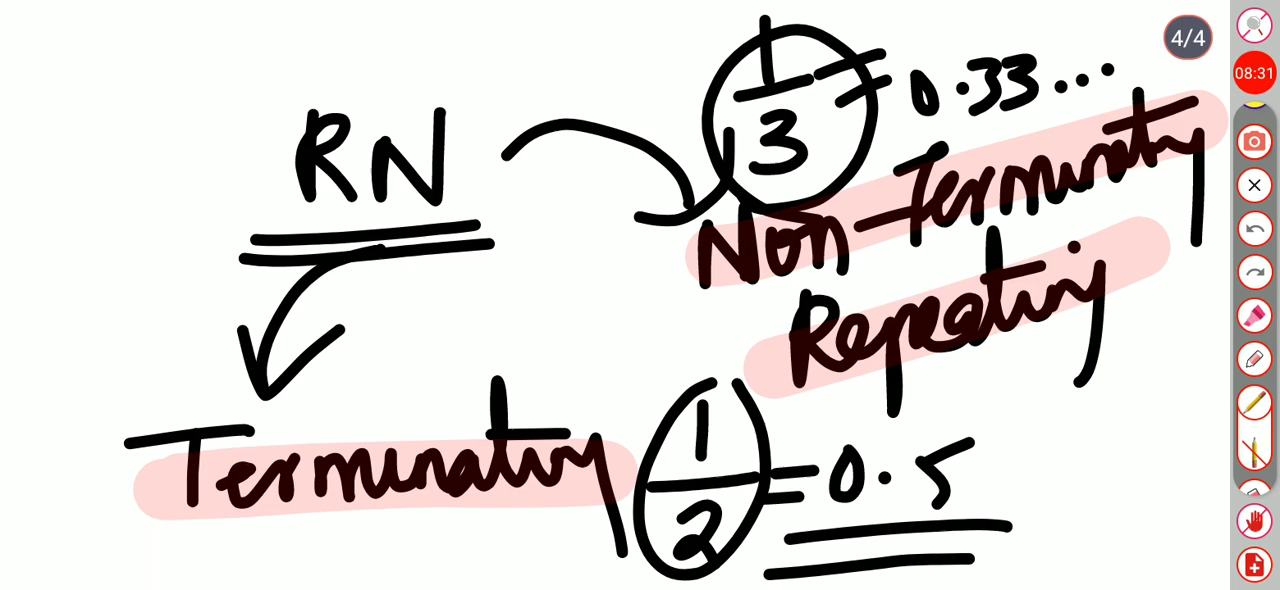 4/4
08:31
1/3 = 0.33...
RN
Non-Terminating
Repeating
Terminating 1/2 = 0.5